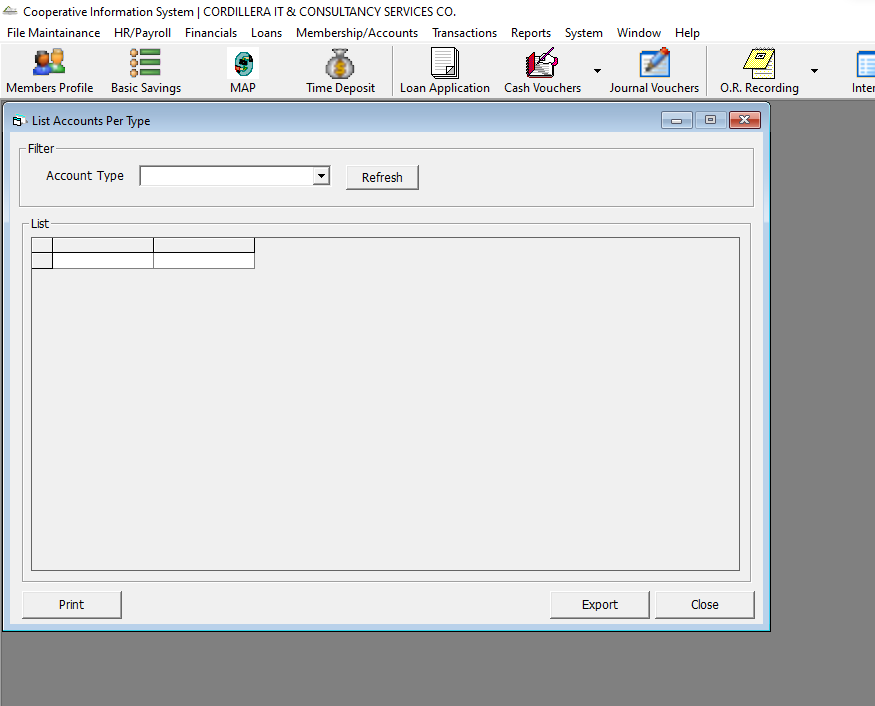 Cooperative Information System | CORDILLERA IT & CONSULTANCY SERVICES CO.
File Maintainance HR/Payroll Financials Loans Membership/Accounts Transactions Reports System Window Help
Members Profile Basic Savings MAP Time Deposit Loan Application Cash Vouchers Journal Vouchers O.R. Recording Inter
List Accounts Per Type
Filter
Account Type Refresh
List
Print Export Close